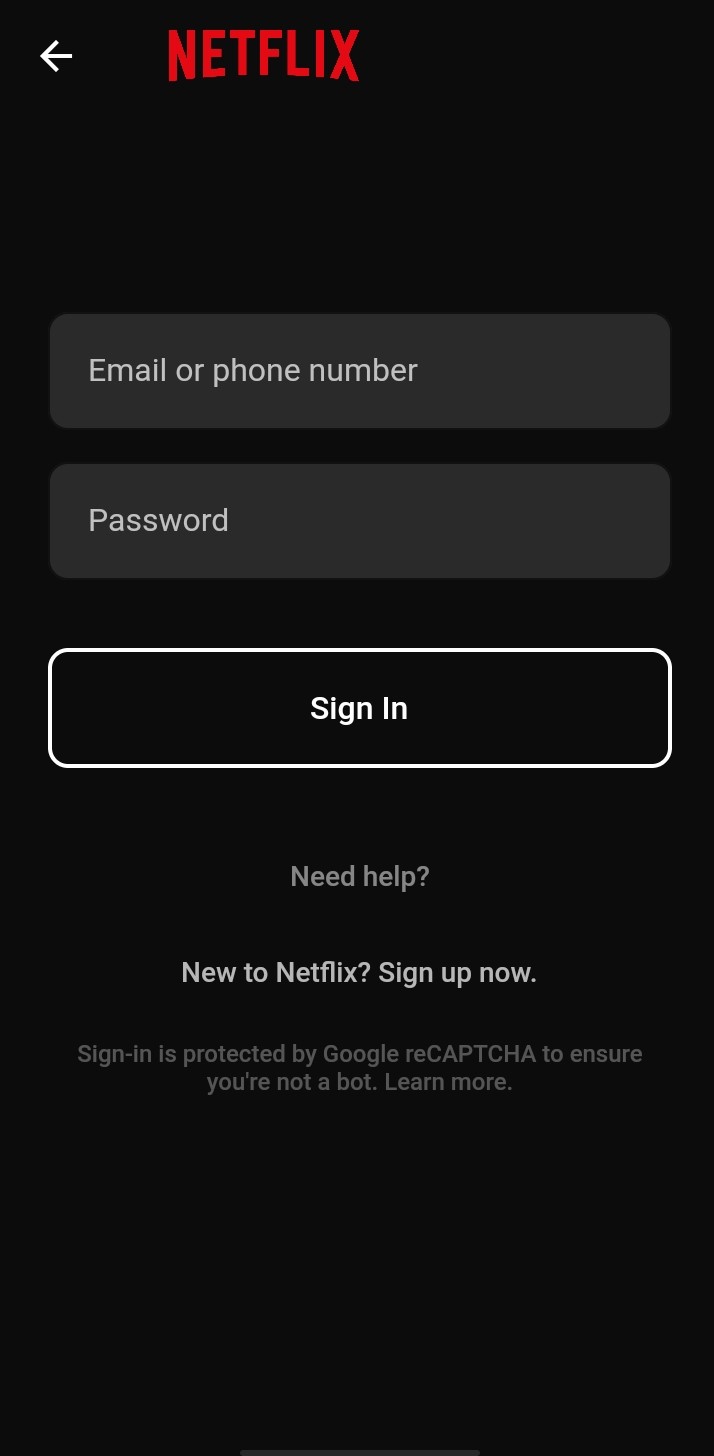 NETFLIX
Email or phone number
Password
Sign In
Need help?
New to Netflix? Sign up now.
Sign-in is protected by Google reCAPTCHA to ensure
you're not a bot. Learn more.